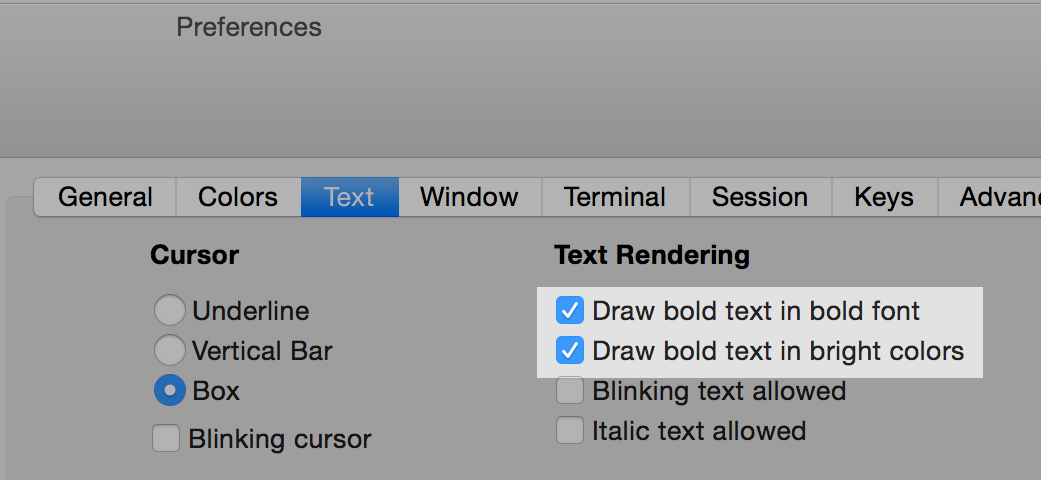 Preferences
General Colors Text Window Terminal Session Keys Advan
Cursor
Underline
Vertical Bar
Box
Blinking cursor
Text Rendering
Draw bold text in bold font
Draw bold text in bright colors
Blinking text allowed
Italic text allowed